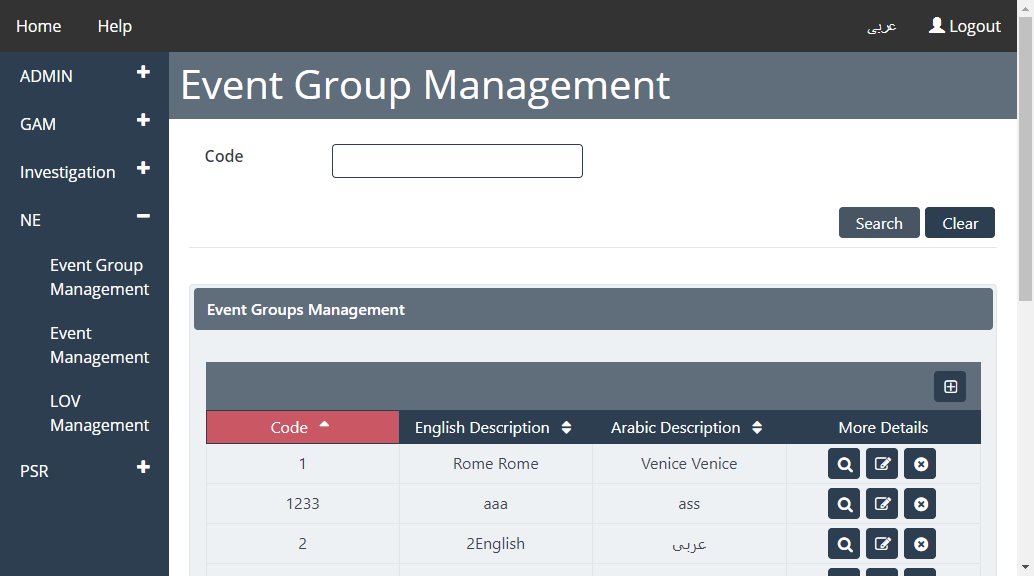 Home Help عربى Logout
ADMIN
GAM
Investigation
NE
Event Group
Management
Event
Management
LOV
Management
PSR
Event Group Management
Code
Search Clear
Event Groups Management
Code English Description Arabic Description More Details
1 Rome Rome Venice Venice
1233 aaa ass
2 2English عربى